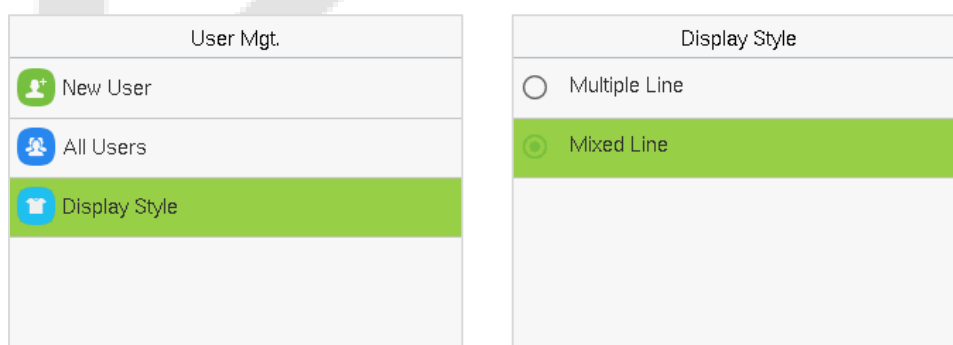 User Mgt.
New User
All Users
Display Style
Display Style
Multiple Line
Mixed Line